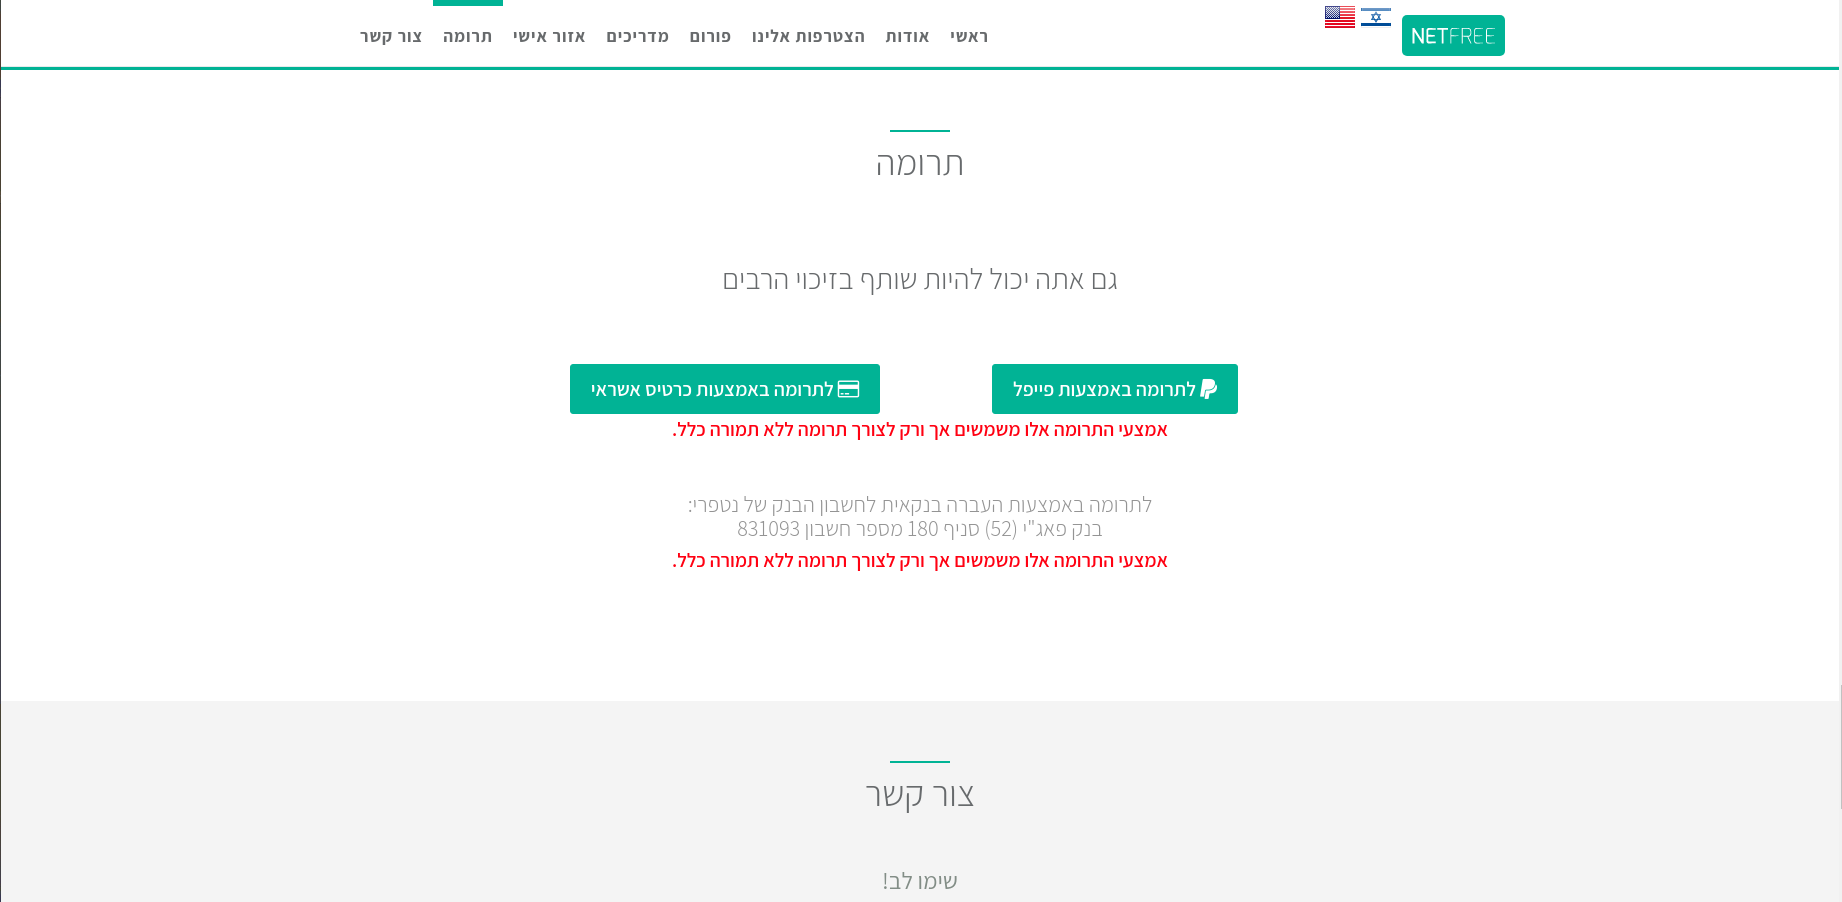 NETFREE
ראשי אודות הצטרפות אלינו פורום מדריכים אזור אישי תרומה צור קשר
תרומה
גם אתה יכול להיות שותף בזיכוי הרבים
לתרומה באמצעות פייפל
לתרומה באמצעות כרטיס אשראי
אמצעי התרומה אלו משמשים אך ורק לצורך תרומה ללא תמורה כלל.
לתרומה באמצעות העברה בנקאית לחשבון הבנק של נטפרי:
בנק פאג"י (52) סניף 180 מספר חשבון 831093
אמצעי התרומה אלו משמשים אך ורק לצורך תרומה ללא תמורה כלל.
צור קשר
שימו לב!